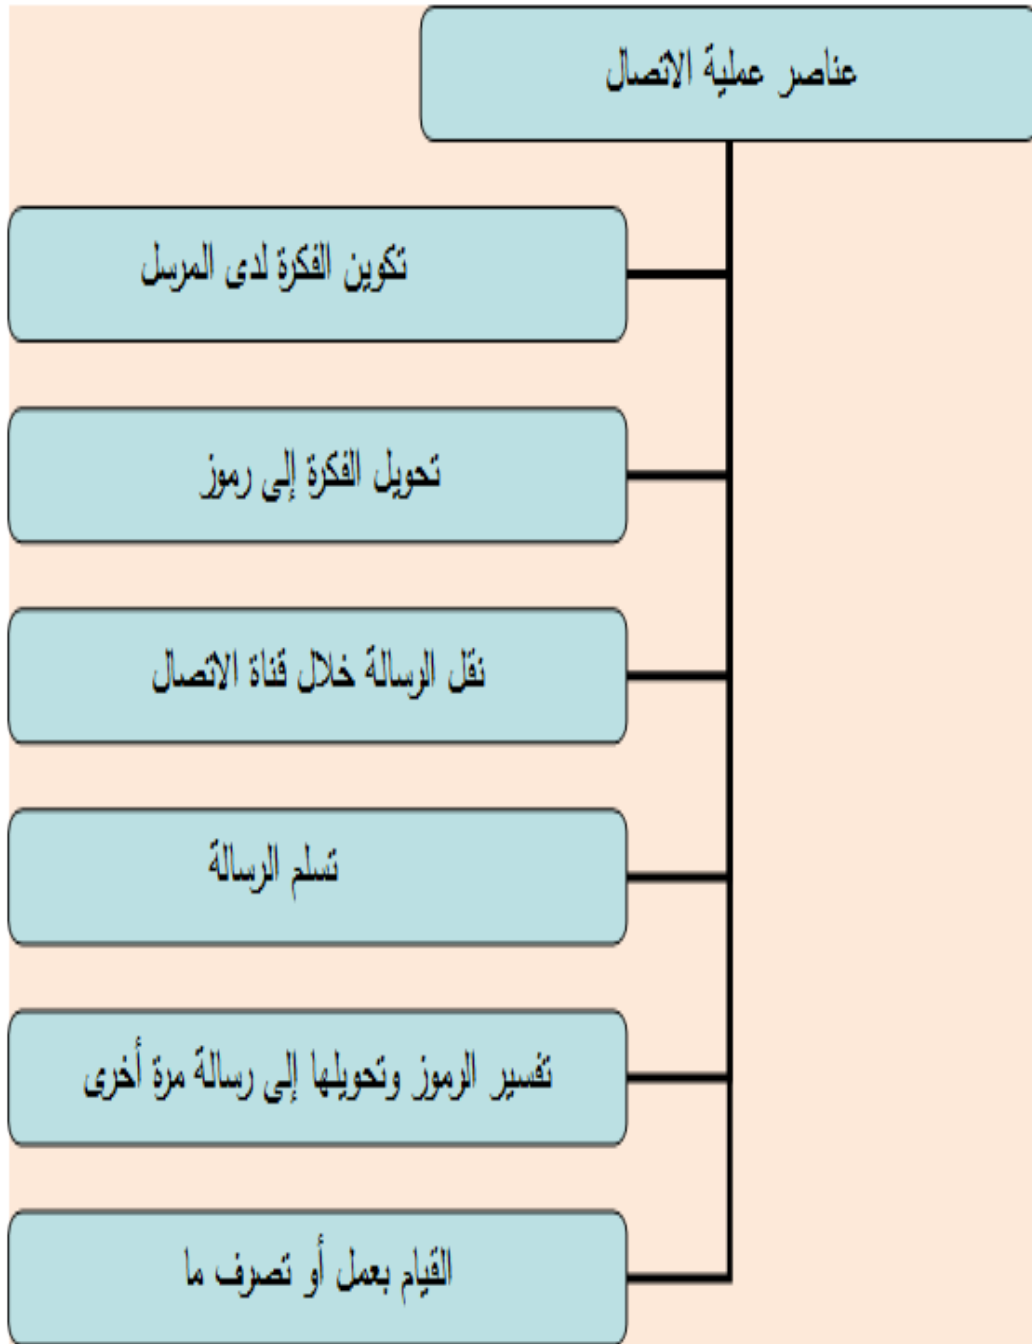 عناصر عملية الاتصال
تكوين الفكرة لدى المرسل
تحويل الفكرة إلى رموز
نقل الرسالة خلال قناة الاتصال
تسلم الرسالة
تفسير الرموز وتحويلها إلى رسالة مرة أخرى
القيام بعمل أو تصرف ما